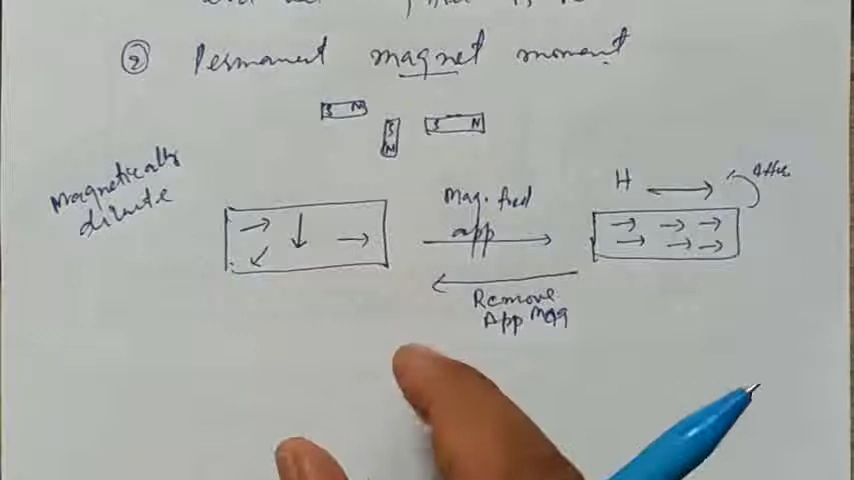 ② Permanent magnet moment
S N
S N
S N
Magnetically
dilute
Mag. field
app
H
Remove
App Mag